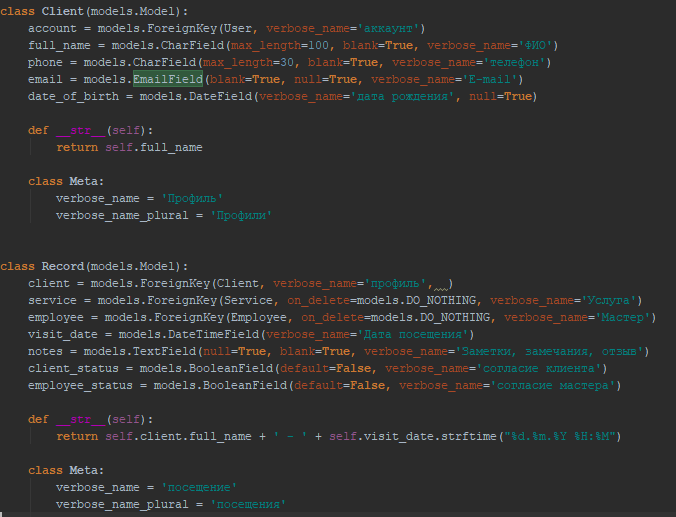 class Client(models.Model):
    account = models.ForeignKey(User, verbose_name='аккаунт')
    full_name = models.CharField(max_length=100, blank=True, verbose_name='ФИО')
    phone = models.CharField(max_length=30, blank=True, verbose_name='телефон')
    email = models.EmailField(blank=True, null=True, verbose_name='E-mail')
    date_of_birth = models.DateField(verbose_name='дата рождения', null=True)
    def __str__(self):
        return self.full_name
    class Meta:
        verbose_name = 'Профиль'
        verbose_name_plural = 'Профили'
class Record(models.Model):
    client = models.ForeignKey(Client, verbose_name='профиль',  )
    service = models.ForeignKey(Service, on_delete=models.DO_NOTHING, verbose_name='Услуга')
    employee = models.ForeignKey(Employee, on_delete=models.DO_NOTHING, verbose_name='Мастер')
    visit_date = models.DateTimeField(verbose_name='Дата посещения')
    notes = models.TextField(null=True, blank=True, verbose_name='Заметки, замечания, отзыв')
    client_status = models.BooleanField(default=False, verbose_name='согласие клиента')
    employee_status = models.BooleanField(default=False, verbose_name='согласие мастера')
    def __str__(self):
        return self.client.full_name + ' - ' + self.visit_date.strftime("%d.%m.%Y %H:%M")
    class Meta:
        verbose_name = 'посещение'
        verbose_name_plural = 'посещения'